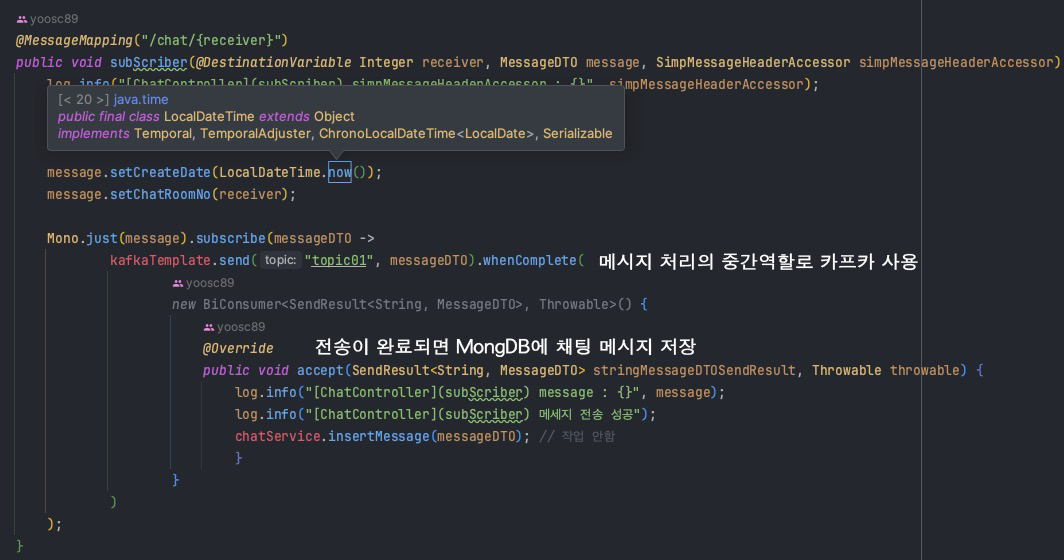 yoosc89
@MessageMapping("/chat/{receiver}")
public void subScriber(@DestinationVariable Integer receiver, MessageDTO message, SimpMessageHeaderAccessor simpMessageHeaderAccessor)
log.info("[ChatController](subScriber) simpMessageHeaderAccessor : {}", simpMessageHeaderAccessor);
[< 20 >] java.time
public final class LocalDateTime extends Object
implements Temporal, TemporalAdjuster, ChronoLocalDateTime<LocalDate>, Serializable
message.setCreateDate(LocalDateTime.now());
message.setChatRoomNo(receiver);
Mono.just(message).subscribe(messageDTO ->
kafkaTemplate.send( topic: "topic01", messageDTO).whenComplete( 메시지 처리의 중간역할로 카프카 사용
yoosc89
new BiConsumer<SendResult<String, MessageDTO>, Throwable>() {
yoosc89
@Override 전송이 완료되면 MongDB에 채팅 메시지 저장
public void accept(SendResult<String, MessageDTO> stringMessageDTOSendResult, Throwable throwable) {
log.info("[ChatController](subScriber) message : {}", message);
log.info("[ChatController](subScriber) 메세지 전송 성공");
chatService.insertMessage(messageDTO); // 작업 안함
}
}
)
);
}